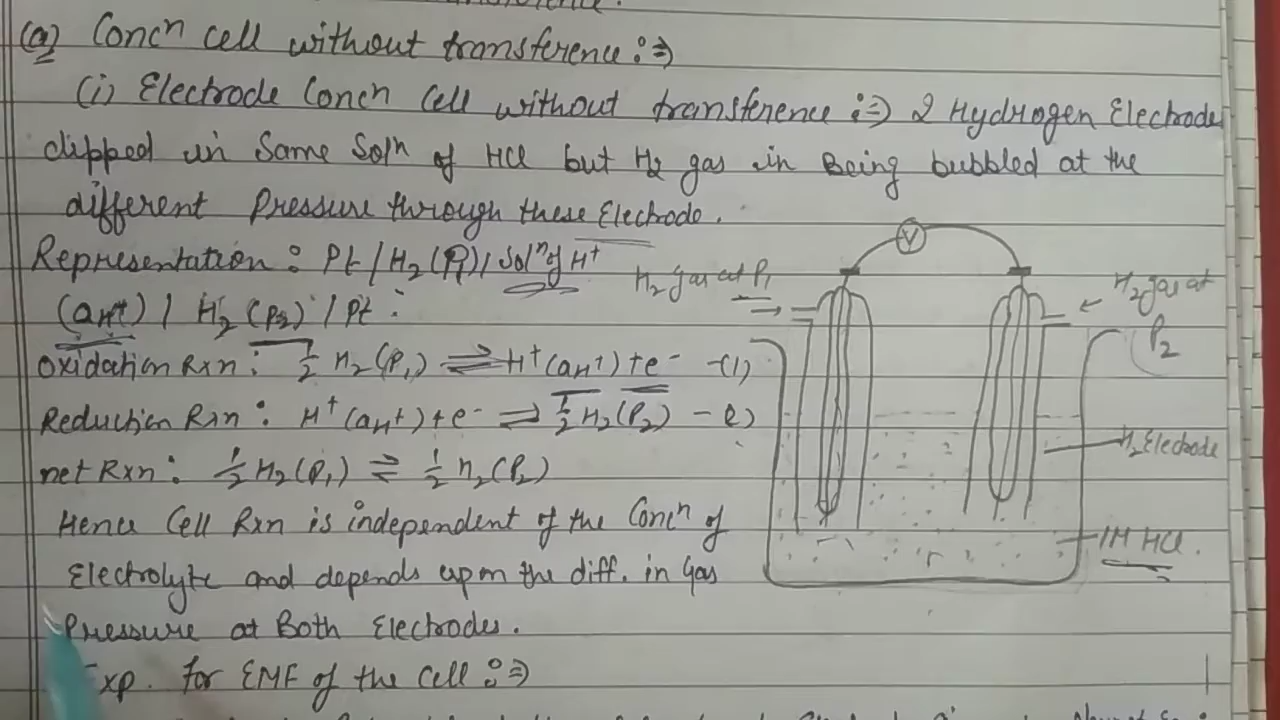 (a) Concⁿ cell without transference :⇒
(i) Electrode Concⁿ Cell without transference :⇒ 2 Hydrogen Electrode
dipped in Same Solⁿ of HCl but H₂ gas in Being bubbled at the
different Pressure through these Electrode.
Representation : Pt / H₂ (P₁) / Solⁿ of H⁺
(aH⁺) / H₂ (P₂) / Pt :
Oxidation Rxn : ½ H₂ (P₁) ⇌ H⁺ (aH⁺) + e⁻ –(1)
Reduction Rxn : H⁺ (aH⁺) + e⁻ ⇌ ½ H₂ (P₂) – 2)
net Rxn : ½ H₂ (P₁) ⇌ ½ H₂ (P₂)
Hence Cell Rxn is independent of the Concⁿ of
Electrolyte and depends upon the diff. in Gas
Pressure at Both Electrodes.
Exp. for EMF of the Cell :⇒
V
H₂ gas at P₁
H₂ gas at
P₂
H₂ Electrode
1M HCl.